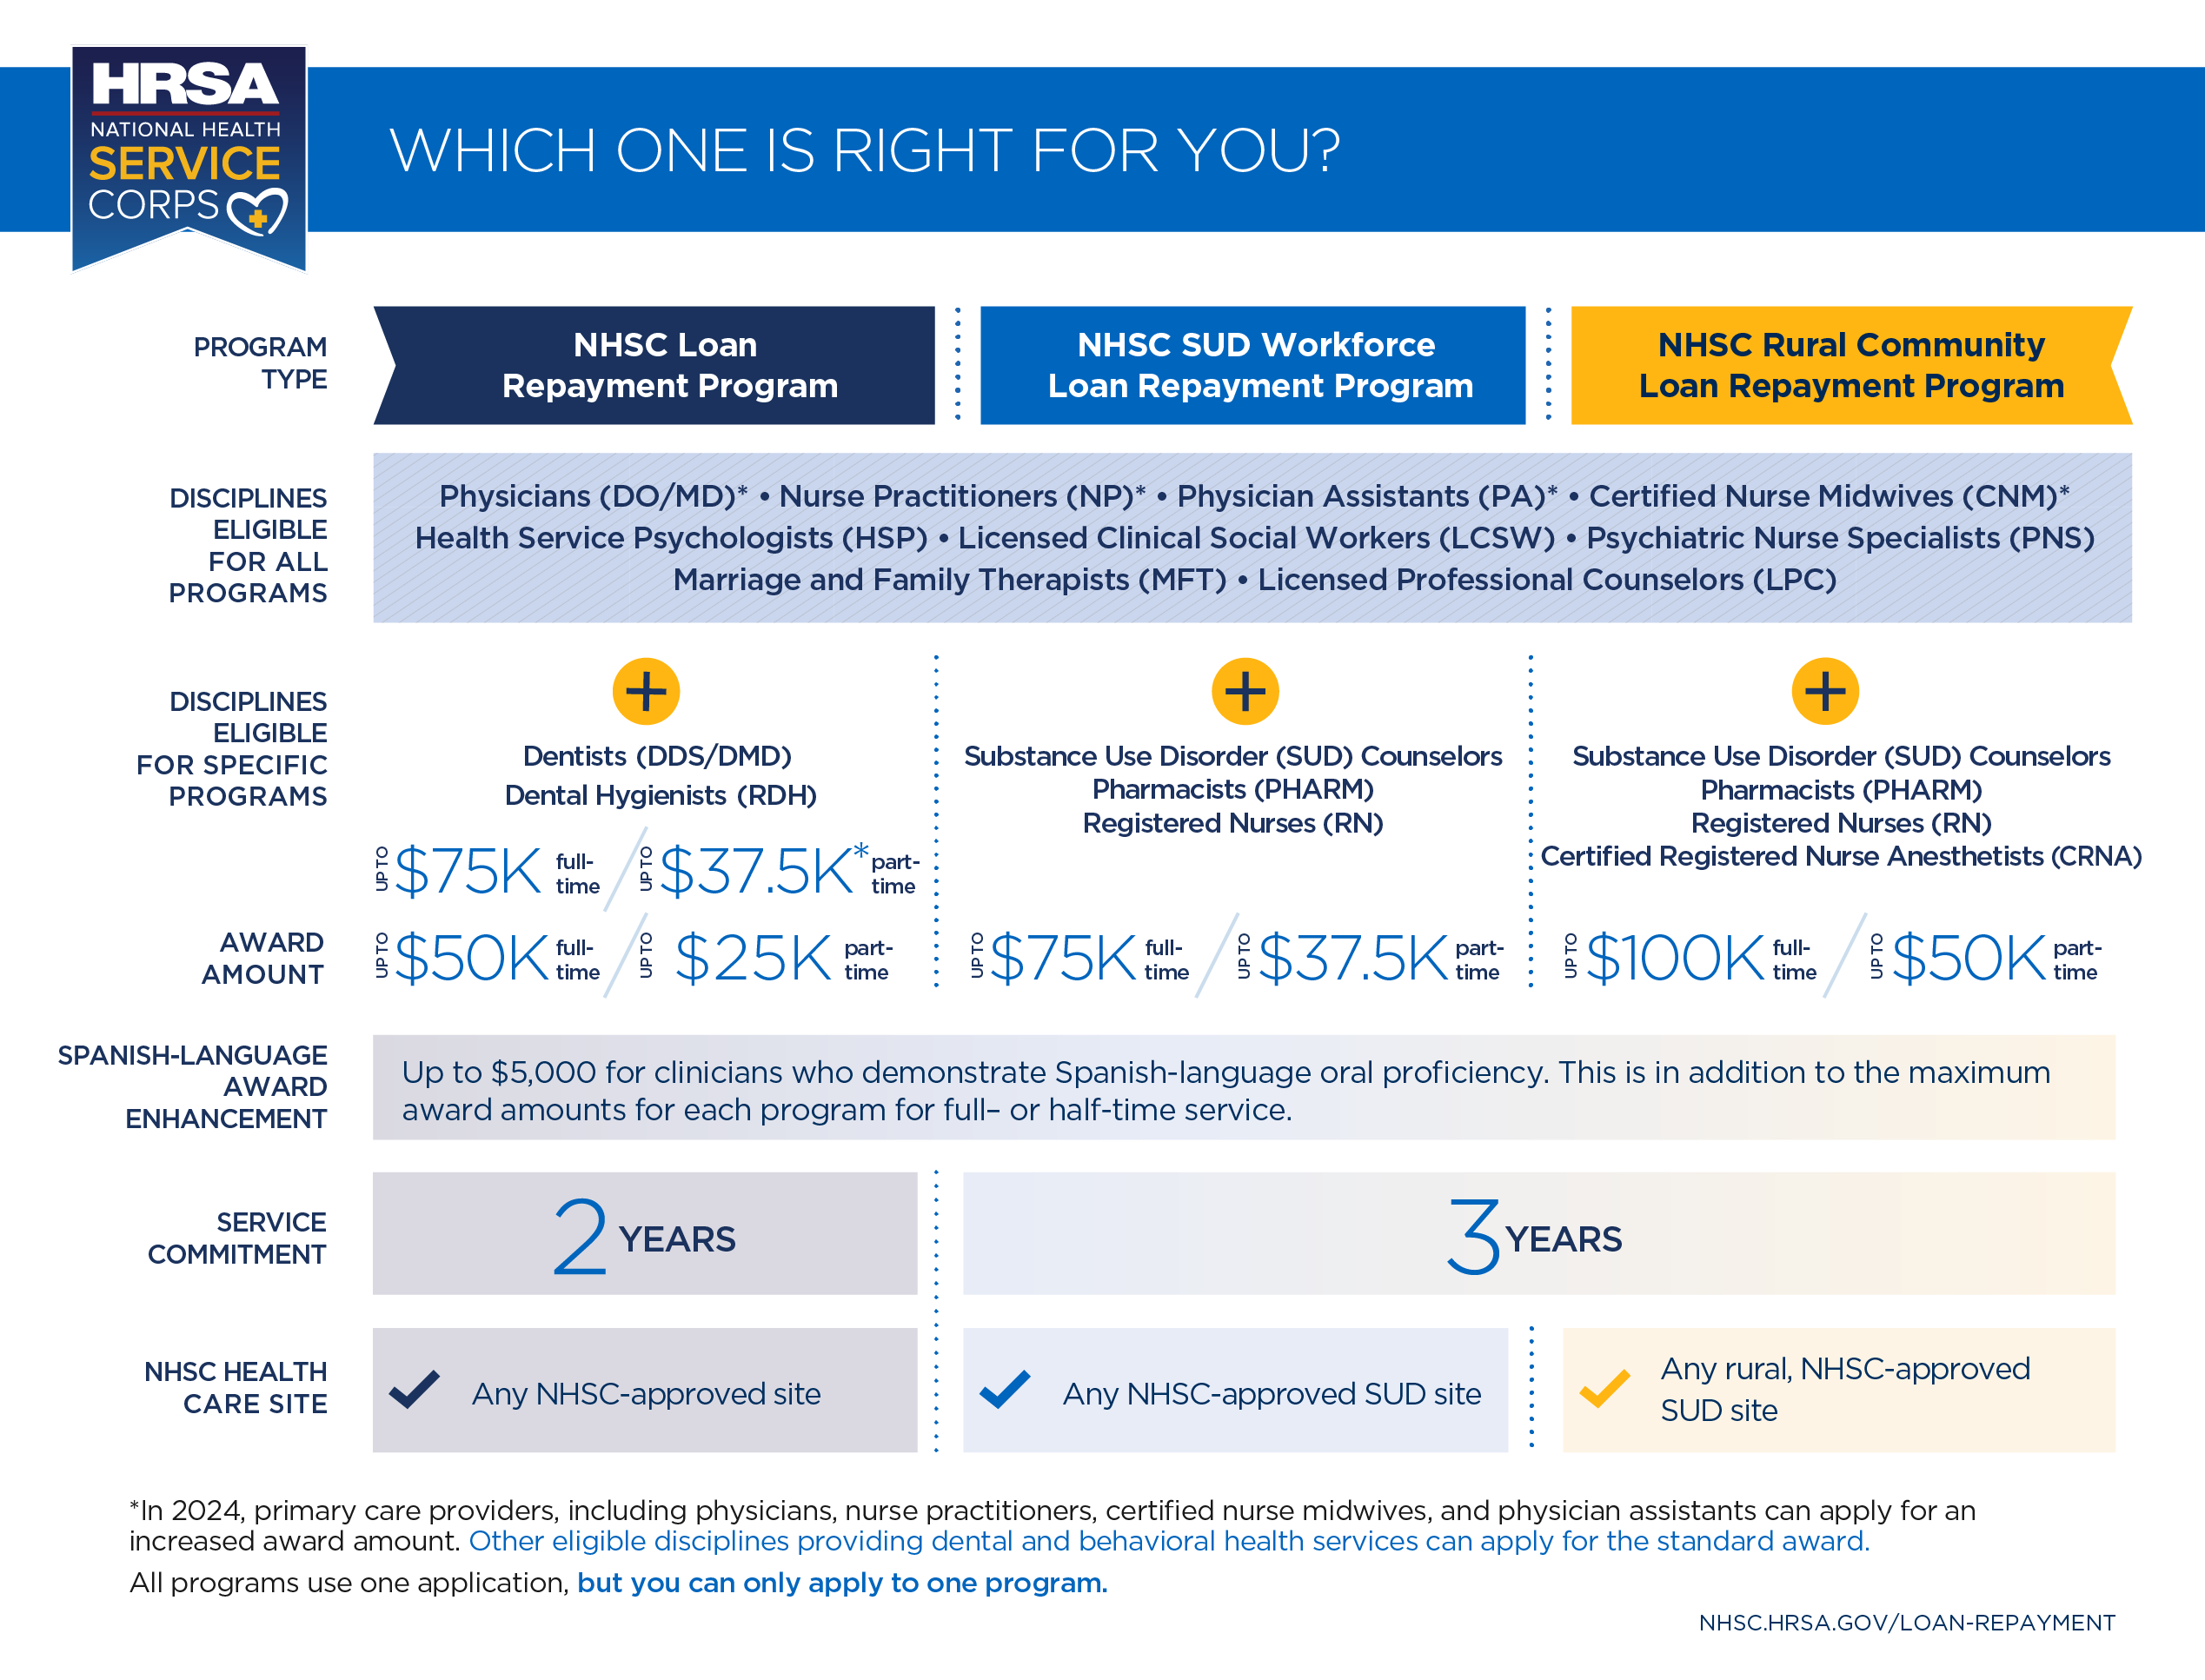 HRSA
NATIONAL HEALTH
SERVICE
CORPS
WHICH ONE IS RIGHT FOR YOU?
PROGRAM
TYPE
NHSC Loan
Repayment Program
NHSC SUD Workforce
Loan Repayment Program
NHSC Rural Community
Loan Repayment Program
DISCIPLINES
ELIGIBLE
FOR ALL
PROGRAMS
Physicians (DO/MD)* • Nurse Practitioners (NP)* • Physician Assistants (PA)* • Certified Nurse Midwives (CNM)*
Health Service Psychologists (HSP) • Licensed Clinical Social Workers (LCSW) • Psychiatric Nurse Specialists (PNS)
Marriage and Family Therapists (MFT) • Licensed Professional Counselors (LPC)
DISCIPLINES
ELIGIBLE
FOR SPECIFIC
PROGRAMS
Dentists (DDS/DMD)
Dental Hygienists (RDH)
Substance Use Disorder (SUD) Counselors
Pharmacists (PHARM)
Registered Nurses (RN)
Substance Use Disorder (SUD) Counselors
Pharmacists (PHARM)
Registered Nurses (RN)
Certified Registered Nurse Anesthetists (CRNA)
AWARD
AMOUNT
UP TO $75K full-time / UP TO $37.5K* part-time
UP TO $50K full-time / UP TO $25K part-time
UP TO $75K full-time / UP TO $37.5K part-time
UP TO $100K full-time / UP TO $50K part-time
SPANISH-LANGUAGE
AWARD
ENHANCEMENT
Up to $5,000 for clinicians who demonstrate Spanish-language oral proficiency. This is in addition to the maximum
award amounts for each program for full– or half-time service.
SERVICE
COMMITMENT
2 YEARS
3 YEARS
NHSC HEALTH
CARE SITE
Any NHSC-approved site
Any NHSC-approved SUD site
Any rural, NHSC-approved
SUD site
*In 2024, primary care providers, including physicians, nurse practitioners, certified nurse midwives, and physician assistants can apply for an
increased award amount. Other eligible disciplines providing dental and behavioral health services can apply for the standard award.
All programs use one application, but you can only apply to one program.
NHSC.HRSA.GOV/LOAN-REPAYMENT